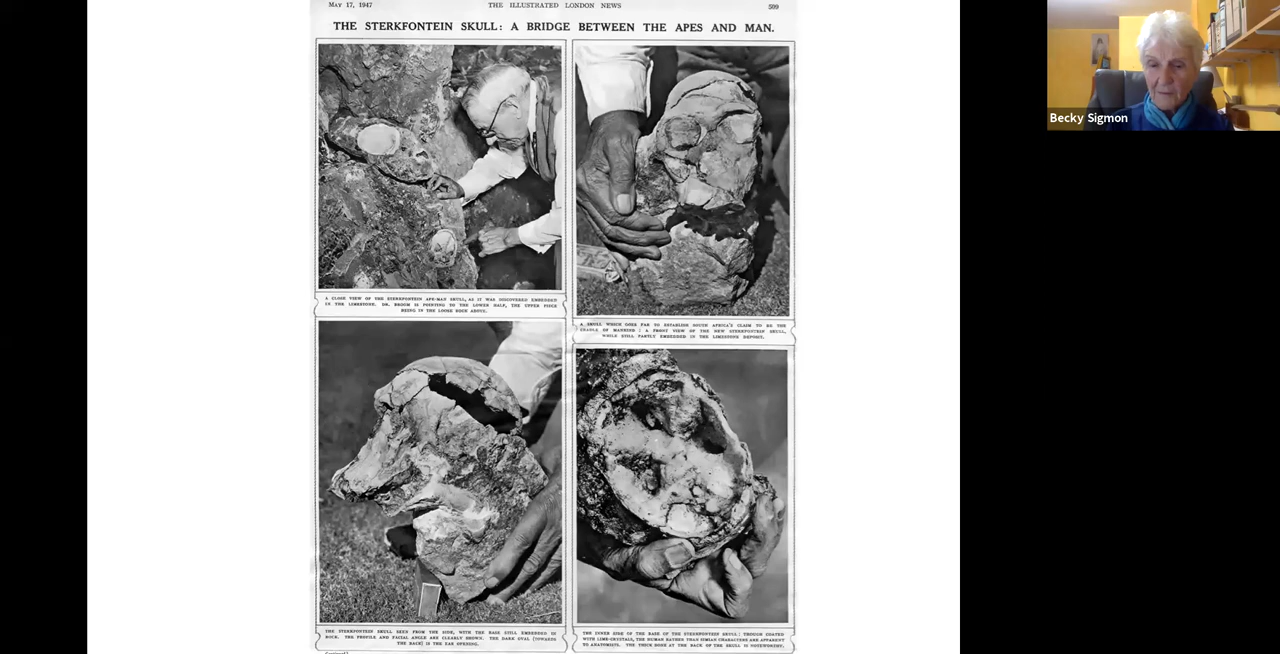 May 17, 1947
THE ILLUSTRATED LONDON NEWS
509
THE STERKFONTEIN SKULL: A BRIDGE BETWEEN THE APES AND MAN.
Becky Sigmon
A CLOSE VIEW OF THE STERKFONTEIN APE-MAN SKULL, AS IT WAS DISCOVERED EMBEDDED
IN THE LIMESTONE. DR. BROOM IS POINTING TO THE LOWER HALF, THE UPPER PIECE
BEING IN THE LOOSE ROCK ABOVE.
A SKULL WHICH DOES FAR TO ESTABLISH SOUTH AFRICA'S CLAIM TO BE THE
CRADLE OF MANKIND: A FRONT VIEW OF THE NEW STERKFONTEIN SKULL,
WHILE STILL PARTLY EMBEDDED IN THE LIMESTONE DEPOSIT.
THE STERKFONTEIN SKULL SEEN FROM THE SIDE, WITH THE BASE STILL EMBEDDED IN
ROCK. THE PROFILE AND FACIAL ANGLE ARE CLEARLY SHOWN. THE DARK OVAL (TOWARDS
THE BACK) IS THE EAR OPENING.
THE INNER SIDE OF THE BASE OF THE STERKFONTEIN SKULL: THOUGH COATED
WITH LIME-CRYSTALS, THE HUMAN RATHER THAN SIMIAN CHARACTERS ARE APPARENT
TO ANATOMISTS. THE THICK BONE AT THE BACK OF THE SKULL IS NOTEWORTHY.